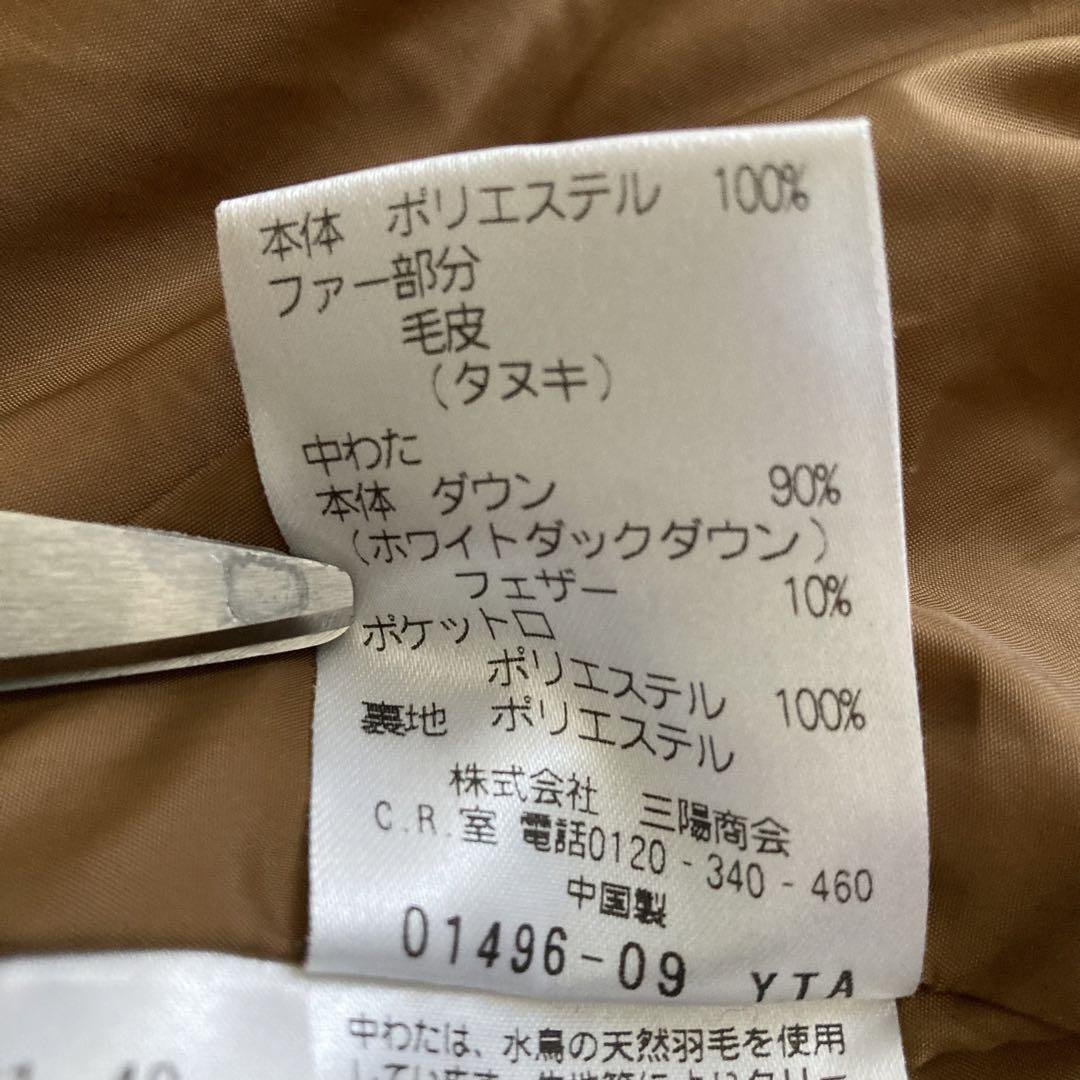 本体 ポリエステル 100%
ファー部分
毛皮
(タヌキ)
中わた
本体 ダウン 90%
(ホワイトダックダウン)
フェザー 10%
ポケット口
ポリエステル 100%
裏地 ポリエステル
株式会社 三陽商会
C.R.室 電話0120-340-460
中国製
01496-09 YTA
中わたは、水鳥の天然羽毛を使用